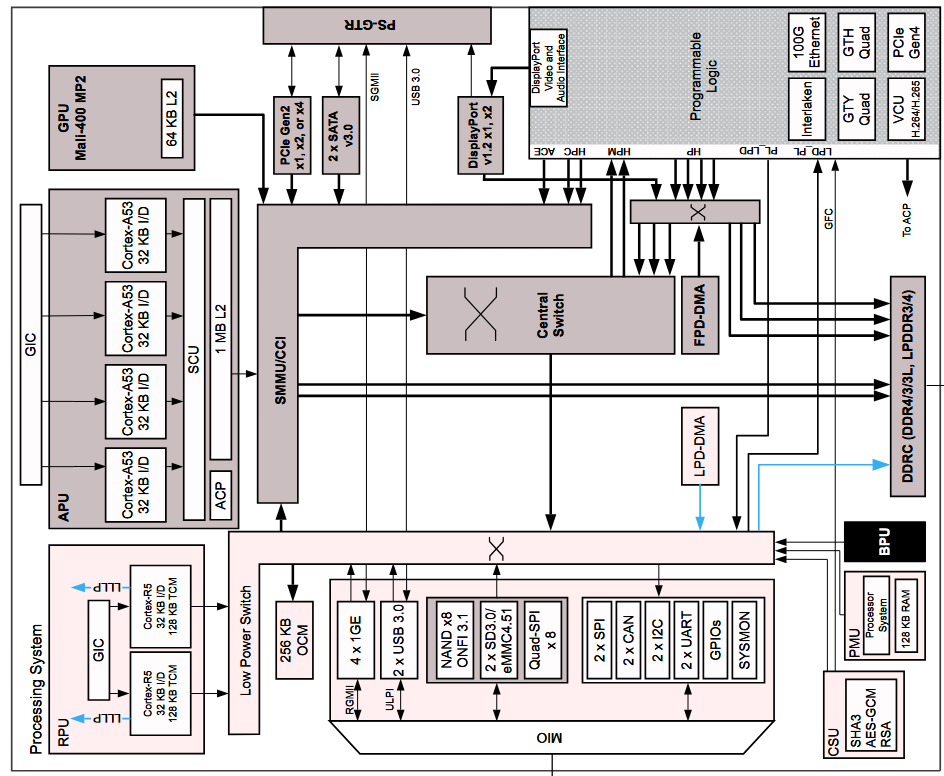 PS-GTR
GPU
Mali-400 MP2
64 KB L2
PCIe Gen2
x1, x2, or x4
2 x SATA
v3.0
SGMII
USB 3.0
DisplayPort
v1.2 x1, x2
DisplayPort
Video and
Audio Interface
Programmable
Logic
100G
Ethernet
GTH
Quad
PCIe
Gen4
Interlaken
GTY
Quad
VCU
H.264/H.265
ACE
HPC
HPM
HP
PL_LPD
LPD_PL
GFC
To ACP
GIC
APU
Cortex-A53
32 KB I/D
Cortex-A53
32 KB I/D
Cortex-A53
32 KB I/D
Cortex-A53
32 KB I/D
SCU
1 MB L2
ACP
SMMU/CCI
Central
Switch
FPD-DMA
LPD-DMA
DDRC (DDR4/3/3L, LPDDR3/4)
Processing System
RPU
LLLP
LLLP
GIC
Cortex-R5
32 KB I/D
128 KB TCM
Cortex-R5
32 KB I/D
128 KB TCM
Low Power Switch
256 KB
OCM
4 x 1GE
2 x USB 3.0
NAND x8
ONFI 3.1
2 x SD3.0/
eMMC4.51
Quad-SPI
x 8
2 x SPI
2 x CAN
2 x I2C
2 x UART
GPIOs
SYSMON
RGMII
ULPI
MIO
BPU
PMU
Processor
System
128 KB RAM
CSU
SHA3
AES-GCM
RSA